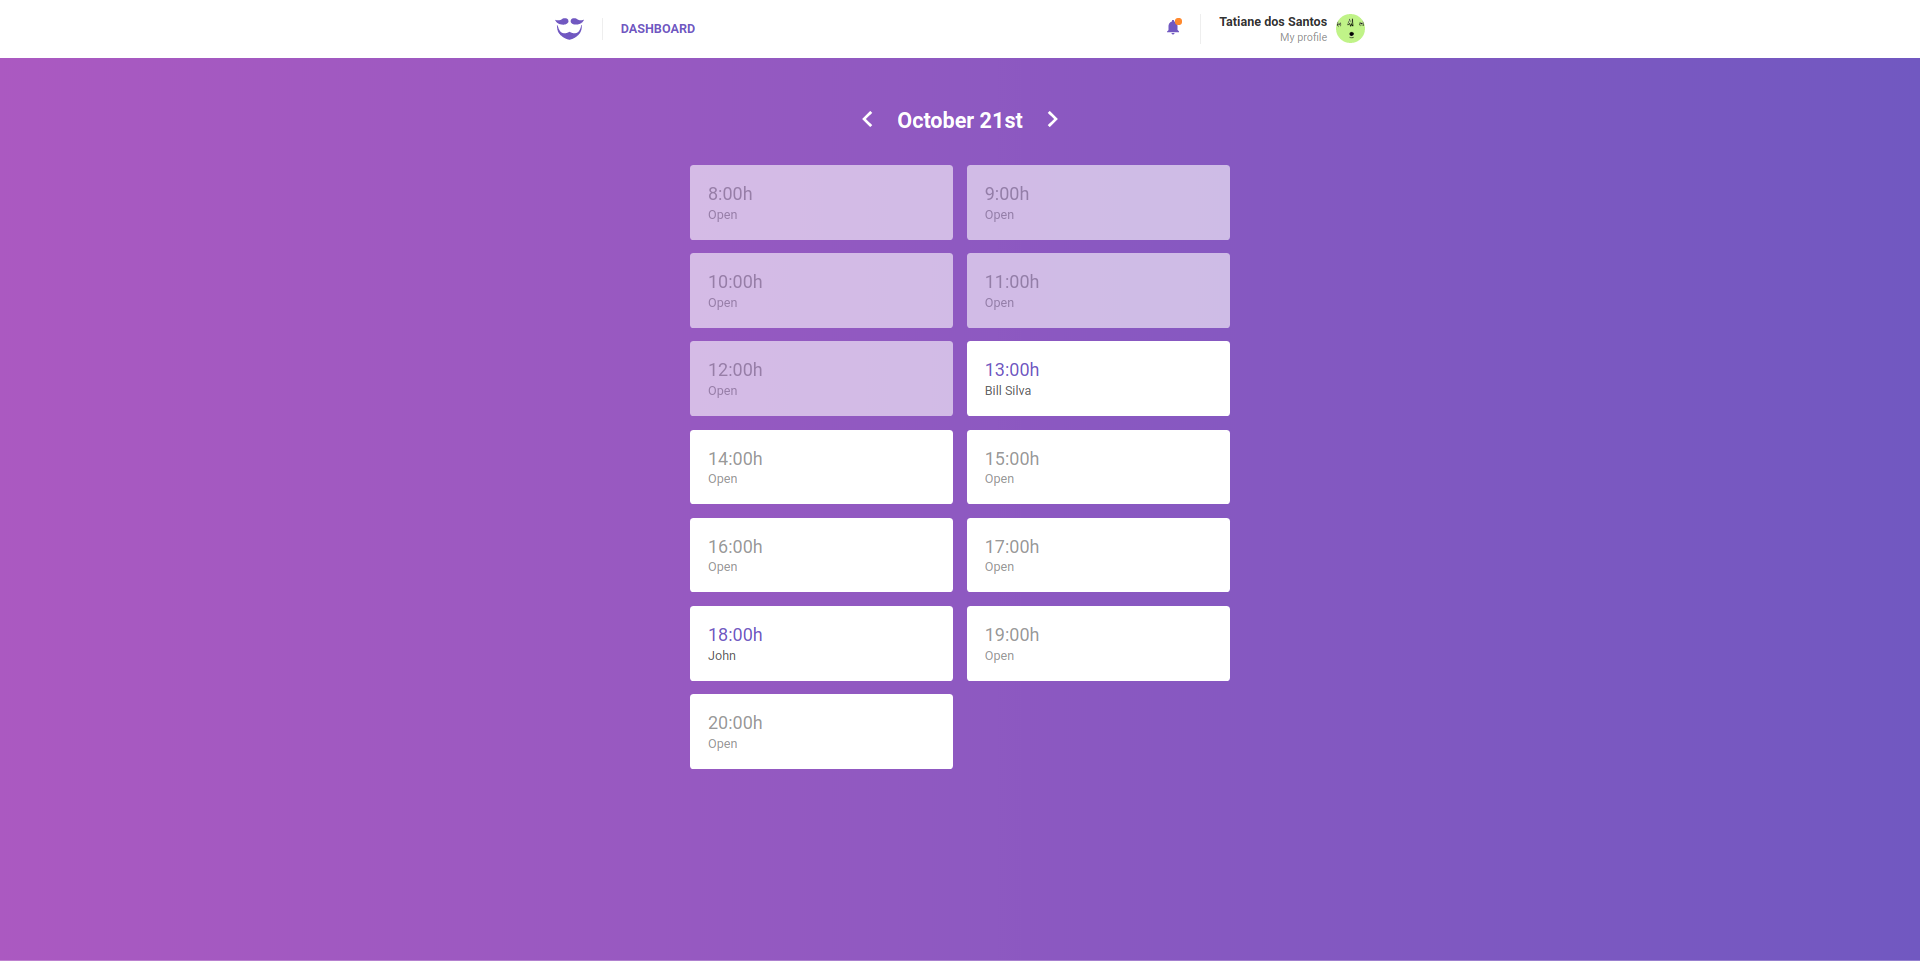 DASHBOARD
Tatiane dos Santos
My profile
October 21st
8:00h
Open
9:00h
Open
10:00h
Open
11:00h
Open
12:00h
Open
13:00h
Bill Silva
14:00h
Open
15:00h
Open
16:00h
Open
17:00h
Open
18:00h
John
19:00h
Open
20:00h
Open